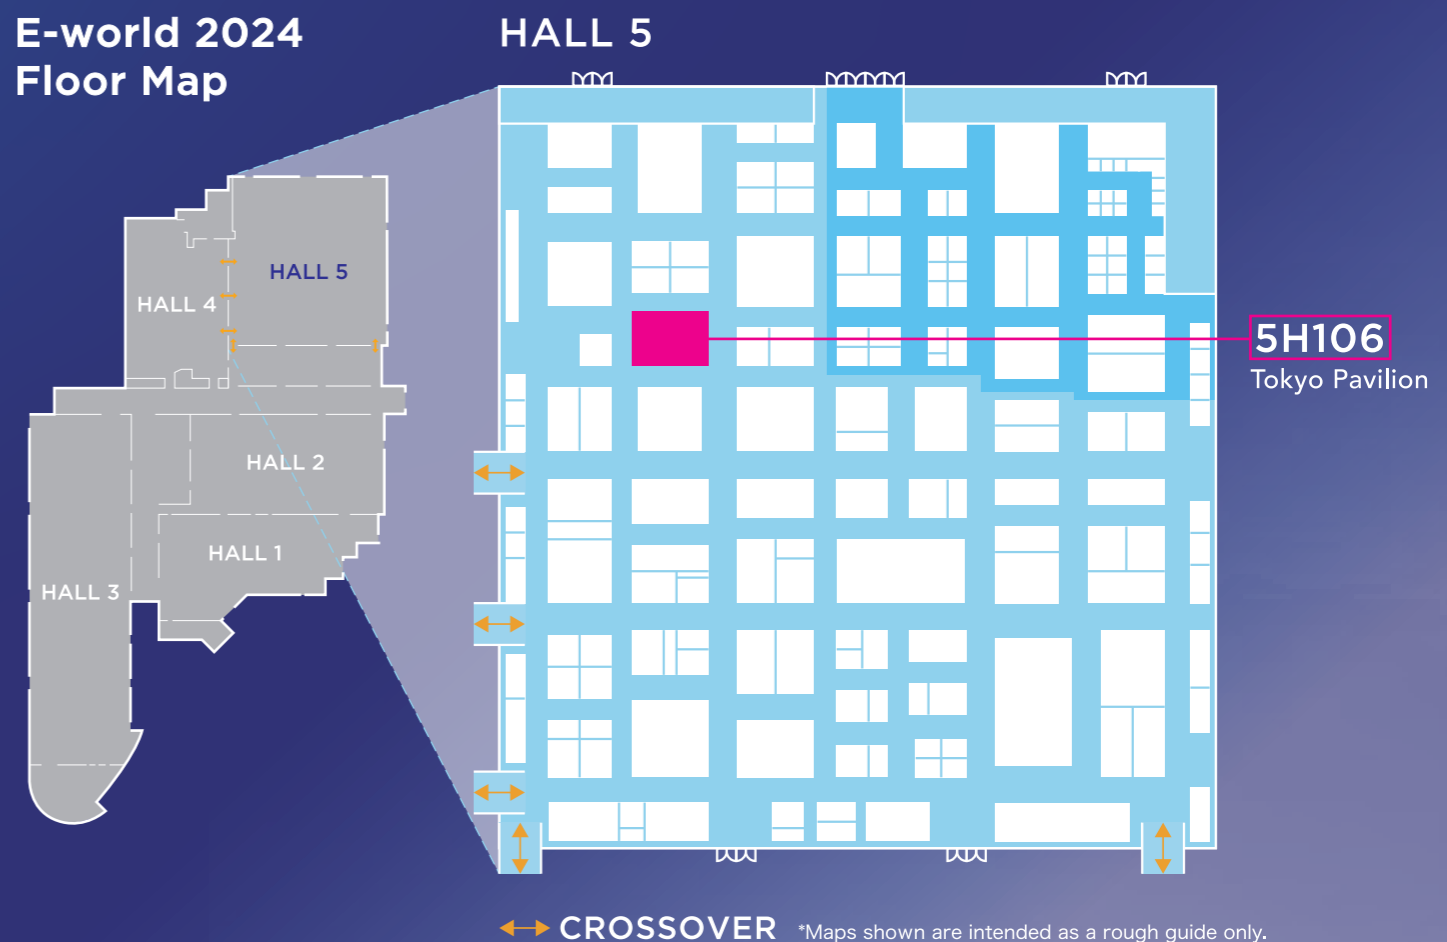 E-world 2024
Floor Map
HALL 5
HALL 5
HALL 4
HALL 2
HALL 1
HALL 3
5H106
Tokyo Pavilion
CROSSOVER *Maps shown are intended as a rough guide only.